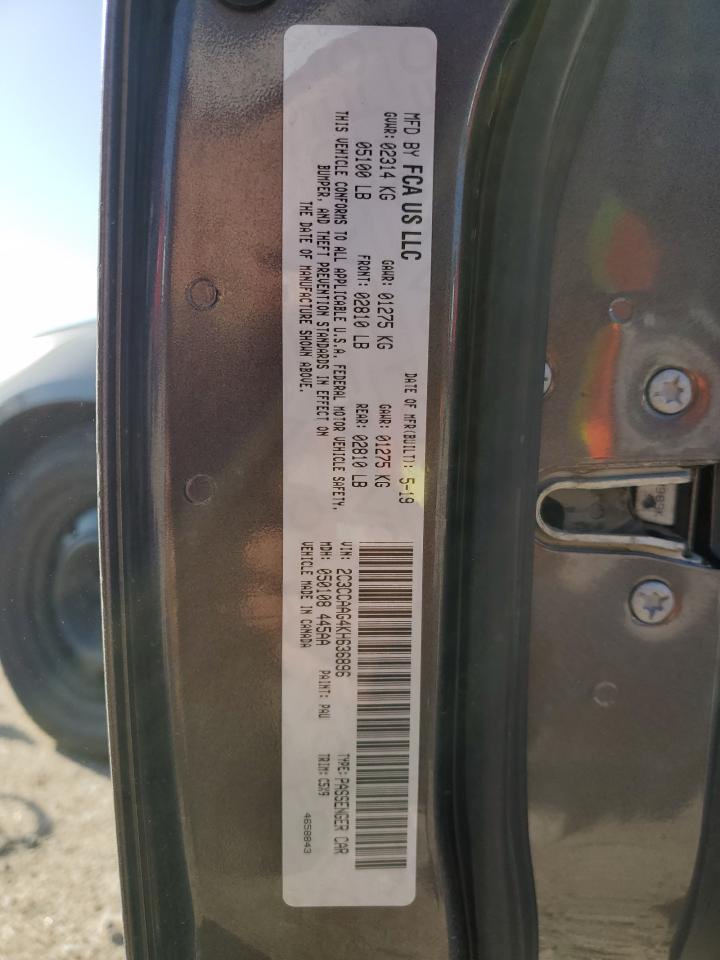 MFD BY FCA US LLC
DATE OF MFR(BUILT): 5-19
GVWR: 02314 KG GAWR: 01275 KG GAWR: 01275 KG
05100 LB FRONT: 02810 LB REAR: 02810 LB
THIS VEHICLE CONFORMS TO ALL APPLICABLE U.S.A. FEDERAL MOTOR VEHICLE SAFETY,
BUMPER, AND THEFT PREVENTION STANDARDS IN EFFECT ON
THE DATE OF MANUFACTURE SHOWN ABOVE.
VIN: 2C3CCAAG4KH636896 TYPE: PASSENGER CAR
MDH: 050108 445AA PAINT: PAU TRIM: C5X9
VEHICLE MADE IN CANADA 4658843